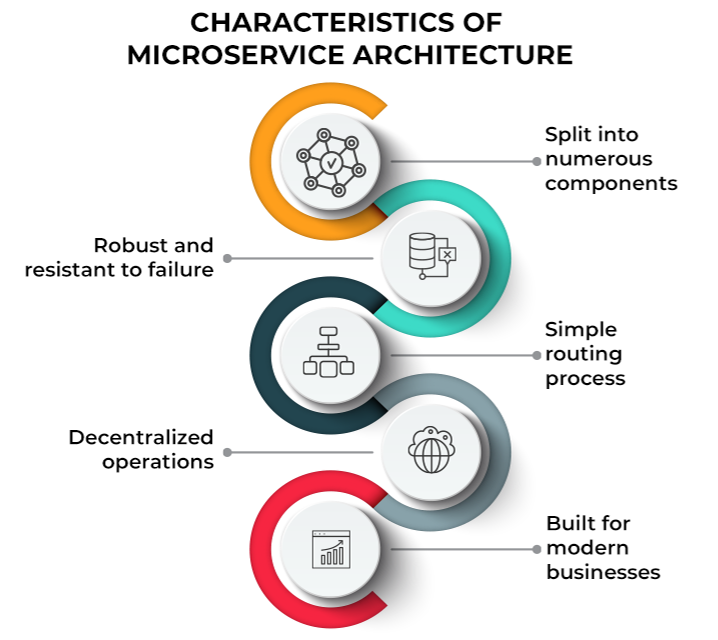 CHARACTERISTICS OF
MICROSERVICE ARCHITECTURE
Split into
numerous
components
Robust and
resistant to failure
Simple
routing
process
Decentralized
operations
Built for
modern
businesses